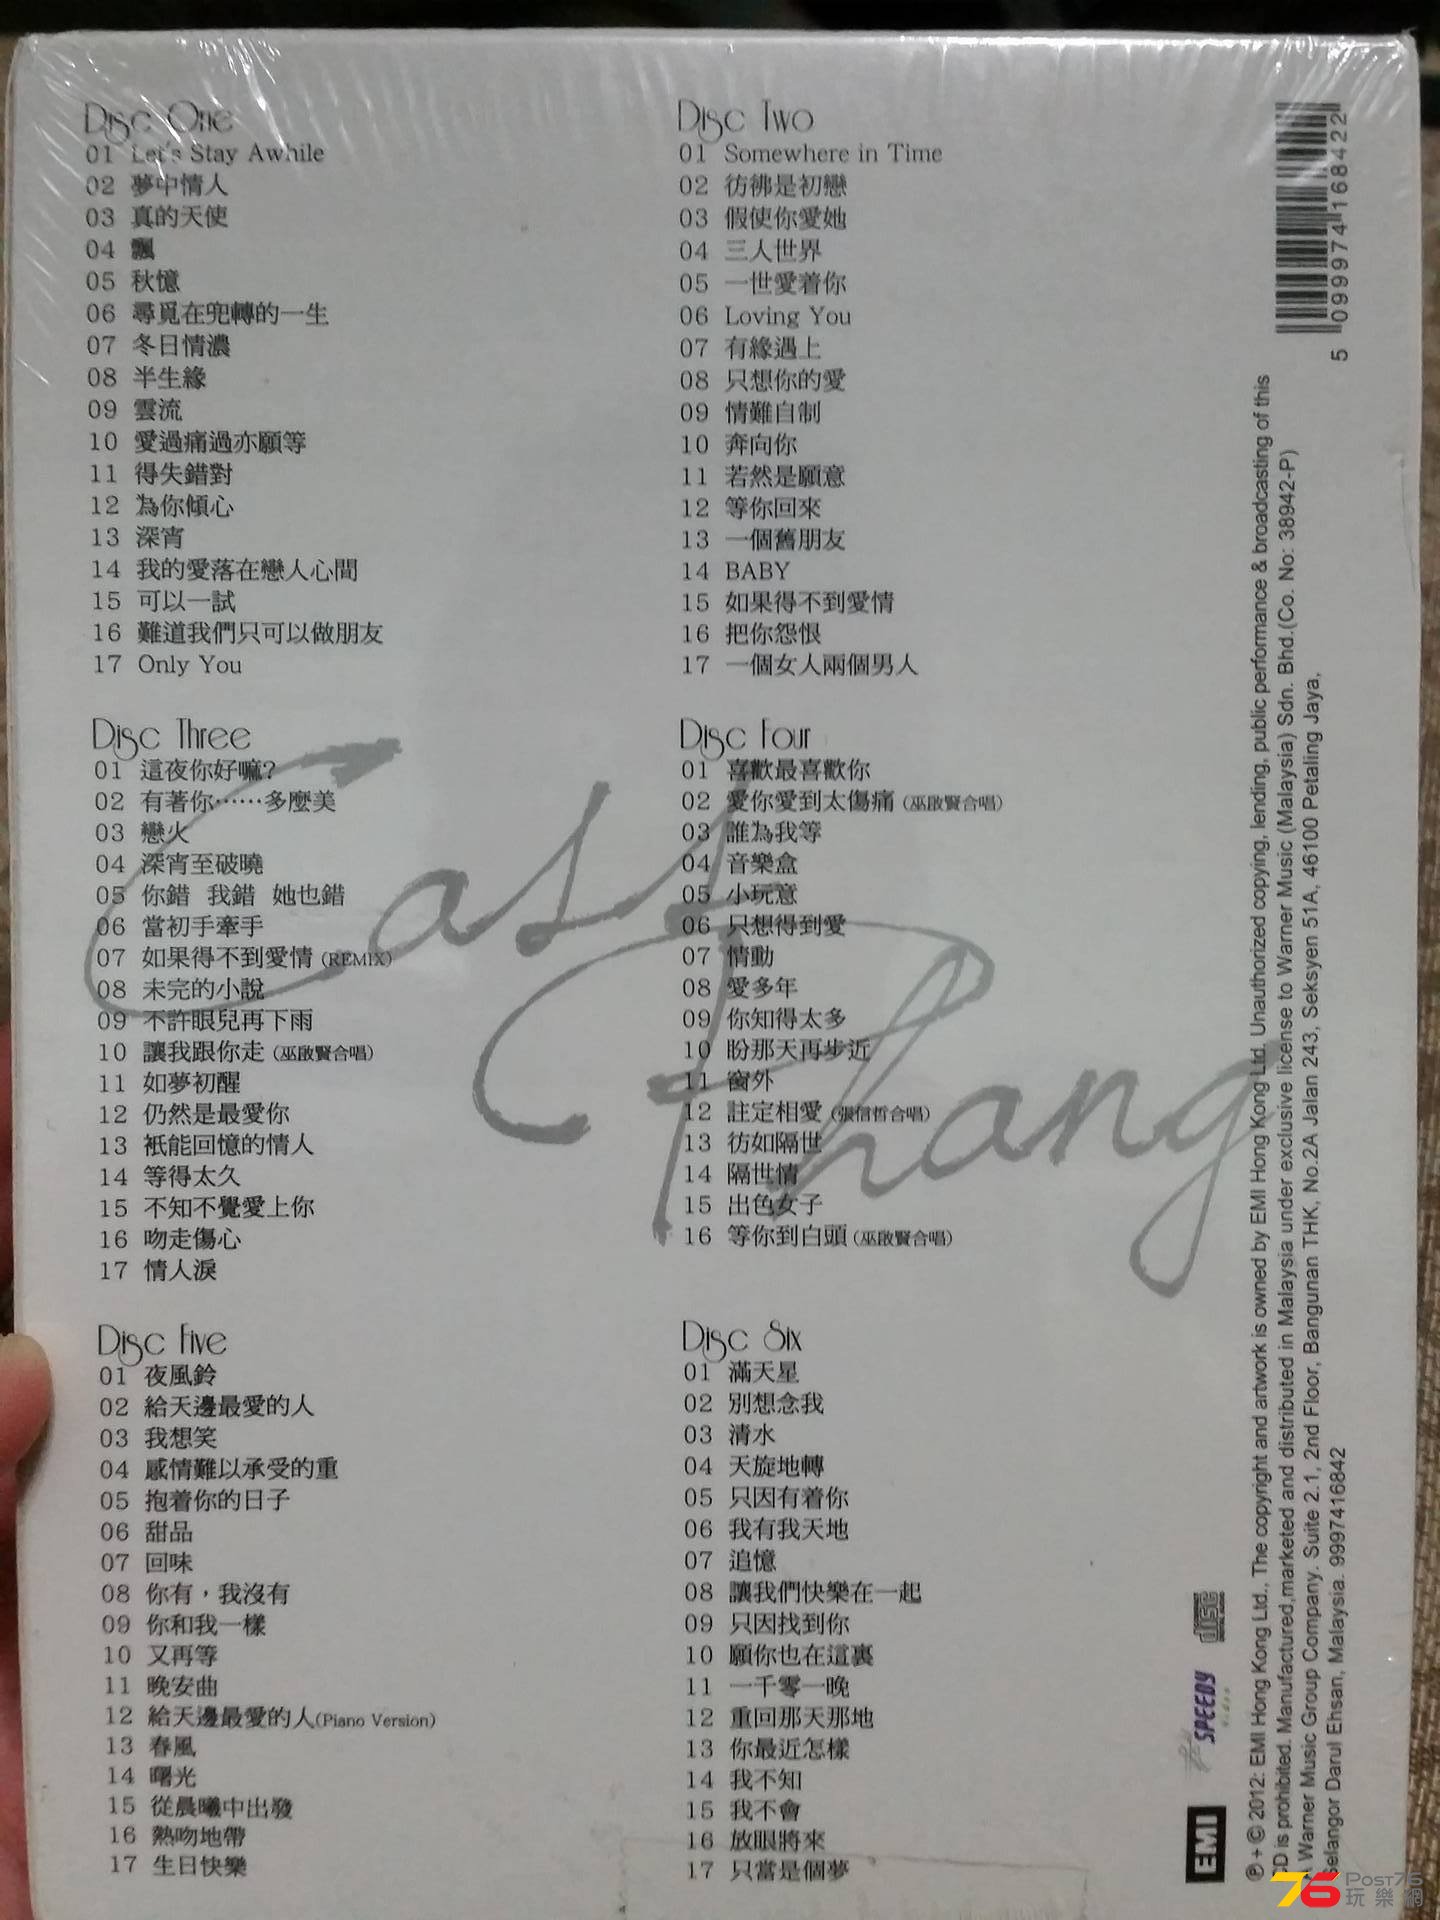 Disc One
01 Let's Stay Awhile
02 夢中情人
03 真的天使
04 飄
05 秋憶
06 尋覓在兜轉的一生
07 冬日情濃
08 半生緣
09 雲流
10 愛過痛過亦願等
11 得失錯對
12 為你傾心
13 深宵
14 我的愛落在戀人心間
15 可以一試
16 難道我們只可以做朋友
17 Only You
Disc Two
01 Somewhere in Time
02 彷彿是初戀
03 假使你愛她
04 三人世界
05 一世愛着你
06 Loving You
07 有緣遇上
08 只想你的愛
09 情難自制
10 奔向你
11 若然是願意
12 等你回來
13 一個舊朋友
14 BABY
15 如果得不到愛情
16 把你怨恨
17 一個女人兩個男人
Disc Three
01 這夜你好嘛?
02 有著你……多麼美
03 戀火
04 深宵至破曉
05 你錯 我錯 她也錯
06 當初手牽手
07 如果得不到愛情 (REMIX)
08 未完的小說
09 不許眼兒再下雨
10 讓我跟你走 (巫啟賢合唱)
11 如夢初醒
12 仍然是最愛你
13 祇能回憶的情人
14 等得太久
15 不知不覺愛上你
16 吻走傷心
17 情人淚
Disc Four
01 喜歡最喜歡你
02 愛你愛到太傷痛 (巫啟賢合唱)
03 誰為我等
04 音樂盒
05 小玩意
06 只想得到愛
07 情動
08 愛多年
09 你知得太多
10 盼那天再步近
11 窗外
12 註定相愛 (張信哲合唱)
13 彷如隔世
14 隔世情
15 出色女子
16 等你到白頭 (巫啟賢合唱)
Cass Phang
Disc Five
01 夜風鈴
02 給天邊最愛的人
03 我想笑
04 感情難以承受的重
05 抱着你的日子
06 甜品
07 回味
08 你有，我沒有
09 你和我一樣
10 又再等
11 晚安曲
12 給天邊最愛的人(Piano Version)
13 春風
14 曙光
15 從晨曦中出發
16 熱吻地帶
17 生日快樂
Disc Six
01 滿天星
02 別想念我
03 清水
04 天旋地轉
05 只因有着你
06 我有我天地
07 追憶
08 讓我們快樂在一起
09 只因找到你
10 願你也在這裏
11 一千零一晚
12 重回那天那地
13 你最近怎樣
14 我不知
15 我不會
16 放眼將來
17 只當是個夢
5 099974 168422
℗ + © 2012: EMI Hong Kong Ltd., The copyright and artwork is owned by EMI Hong Kong Ltd. Unauthorized copying, lending, public performance & broadcasting of this
CD is prohibited. Manufactured,marketed and distributed in Malaysia under exclusive license to Warner Music (Malaysia) Sdn. Bhd.(Co. No: 38942-P)
A Warner Music Group Company. Suite 2.1, 2nd Floor, Bangunan THK, No.2A Jalan 243, Seksyen 51A, 46100 Petaling Jaya,
Selangor Darul Ehsan, Malaysia. 9997416842
EMI
SPEEDY
video
disc
76 Post76
玩樂網